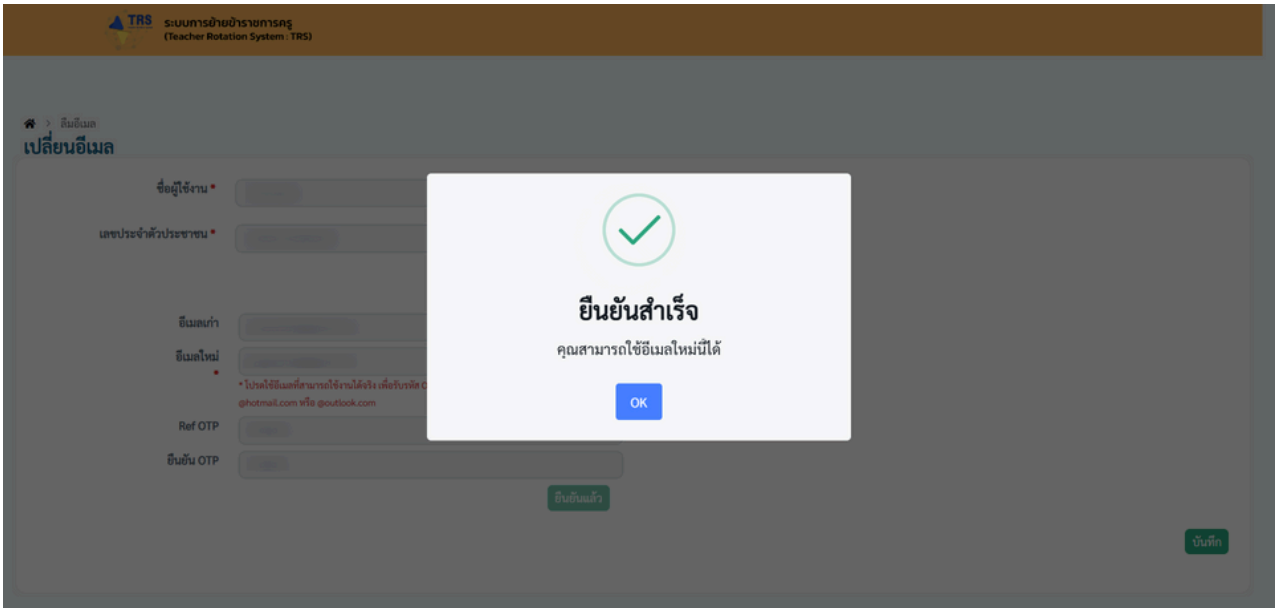 TRS
ระบบการย้ายข้าราชการครู
(Teacher Rotation System : TRS)
ลืมอีเมล
เปลี่ยนอีเมล
ชื่อผู้ใช้งาน *
เลขประจำตัวประชาชน *
อีเมลเก่า
อีเมลใหม่
*
* โปรดใช้อีเมลที่สามารถใช้งานได้จริง เพื่อรับรหัส
@hotmail.com หรือ @outlook.com
Ref OTP
ยืนยัน OTP
ยืนยันแล้ว
บันทึก
ยืนยันสำเร็จ
คุณสามารถใช้อีเมลใหม่นี้ได้
OK